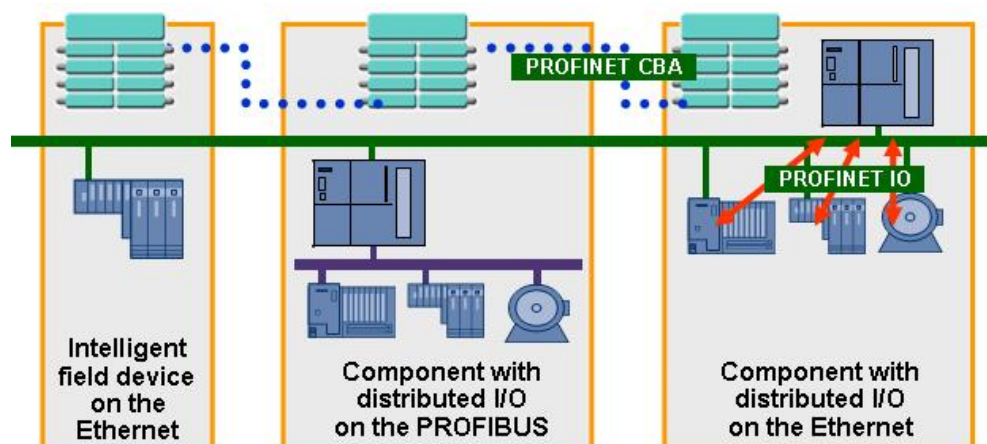 PROFINET CBA
PROFINET IO
Intelligent
field device
on the
Ethernet
Component with
distributed I/O
on the PROFIBUS
Component with
distributed I/O
on the Ethernet